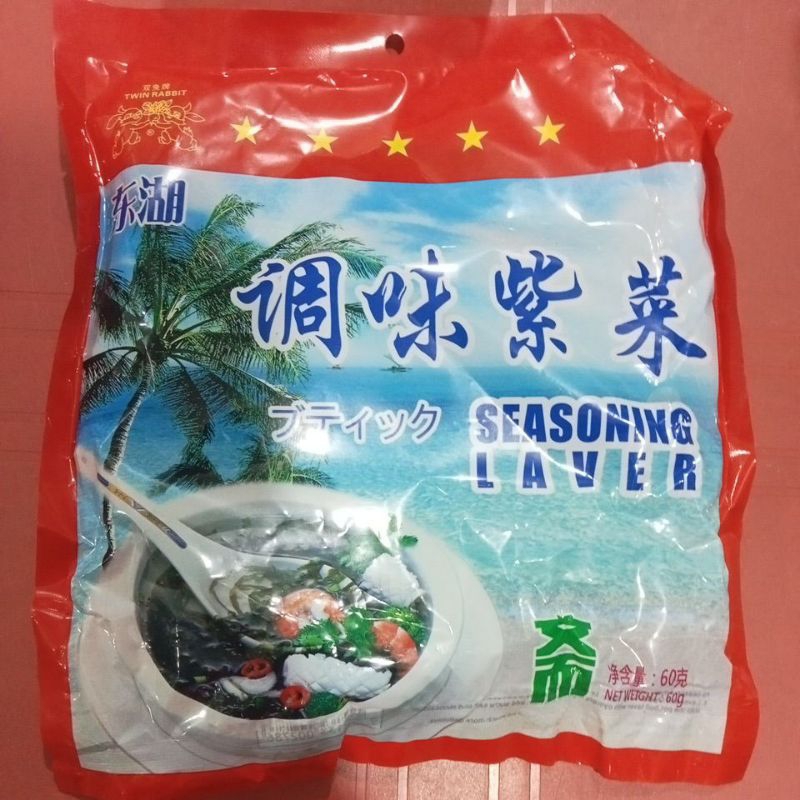 双兔牌
TWIN RABBIT
东湖
调味紫菜
ブティック
SEASONING
LAVER
斋
净含量：60克
NET WEIGHT: 60g